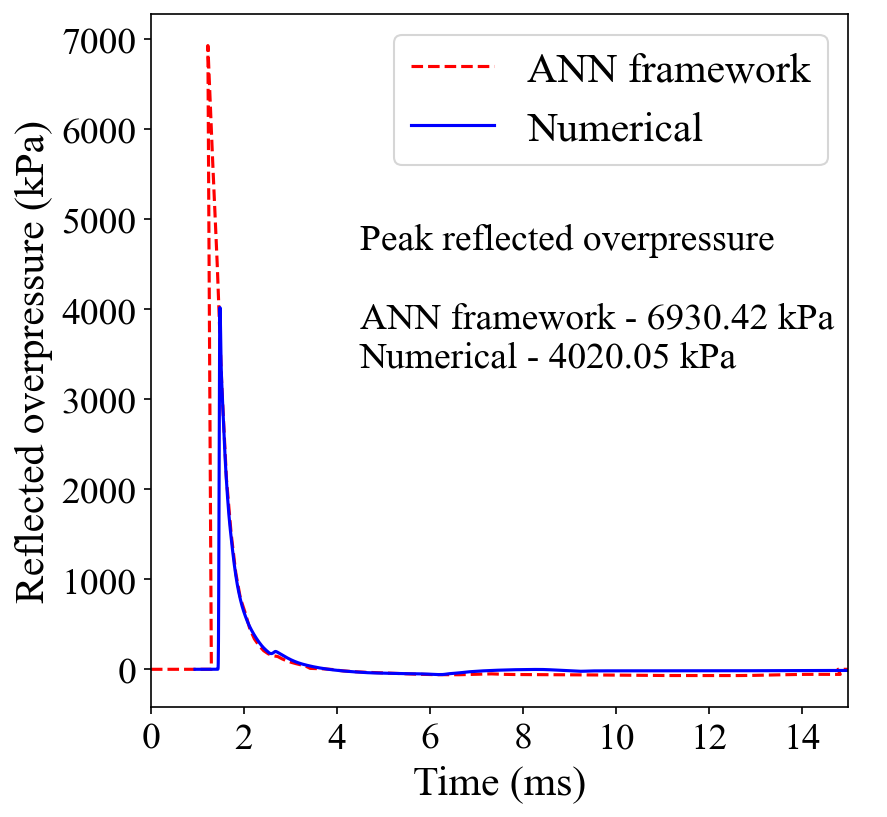 7000
6000
5000
4000
3000
2000
1000
0
Reflected overpressure (kPa)
ANN framework
Numerical
Peak reflected overpressure
ANN framework - 6930.42 kPa
Numerical - 4020.05 kPa
0 2 4 6 8 10 12 14
Time (ms)